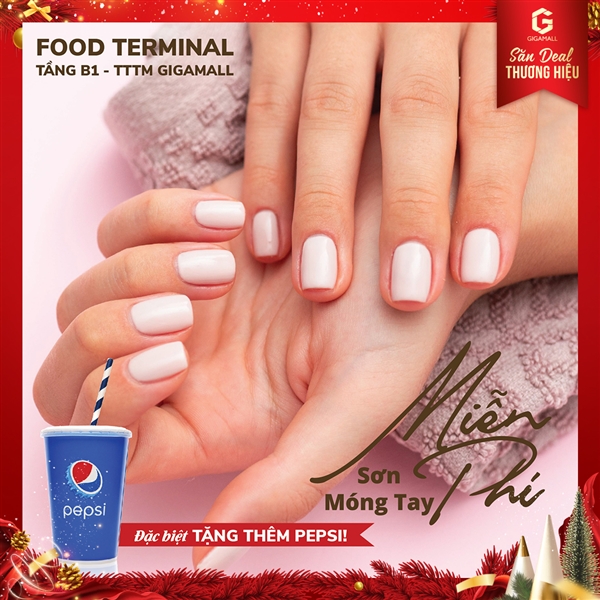 FOOD TERMINAL
TẦNG B1 - TTTM GIGAMALL
GIGAMALL
Săn Deal
THƯƠNG HIỆU
Miễn
Phí
Sơn
Móng Tay
pepsi
Đặc biệt TẶNG THÊM PEPSI!